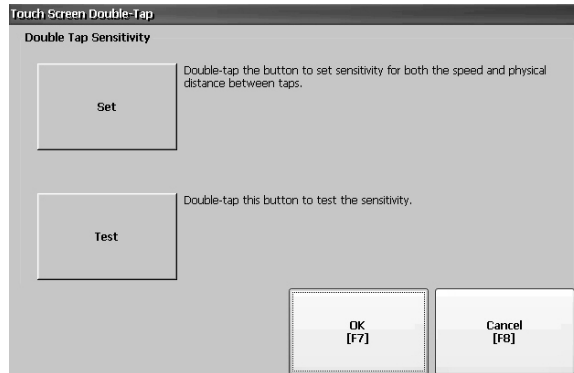 Touch Screen Double-Tap
Double Tap Sensitivity
Set
Double-tap the button to set sensitivity for both the speed and physical
distance between taps.
Test
Double-tap this button to test the sensitivity.
OK
[F7]
Cancel
[F8]